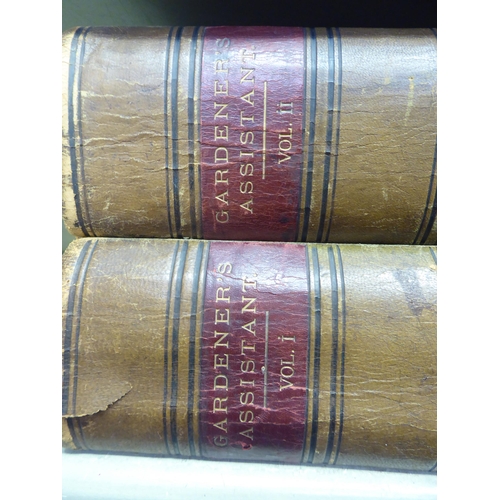 GARDENER'S
ASSISTANT
VOL. II
GARDENER'S
ASSISTANT
VOL. I